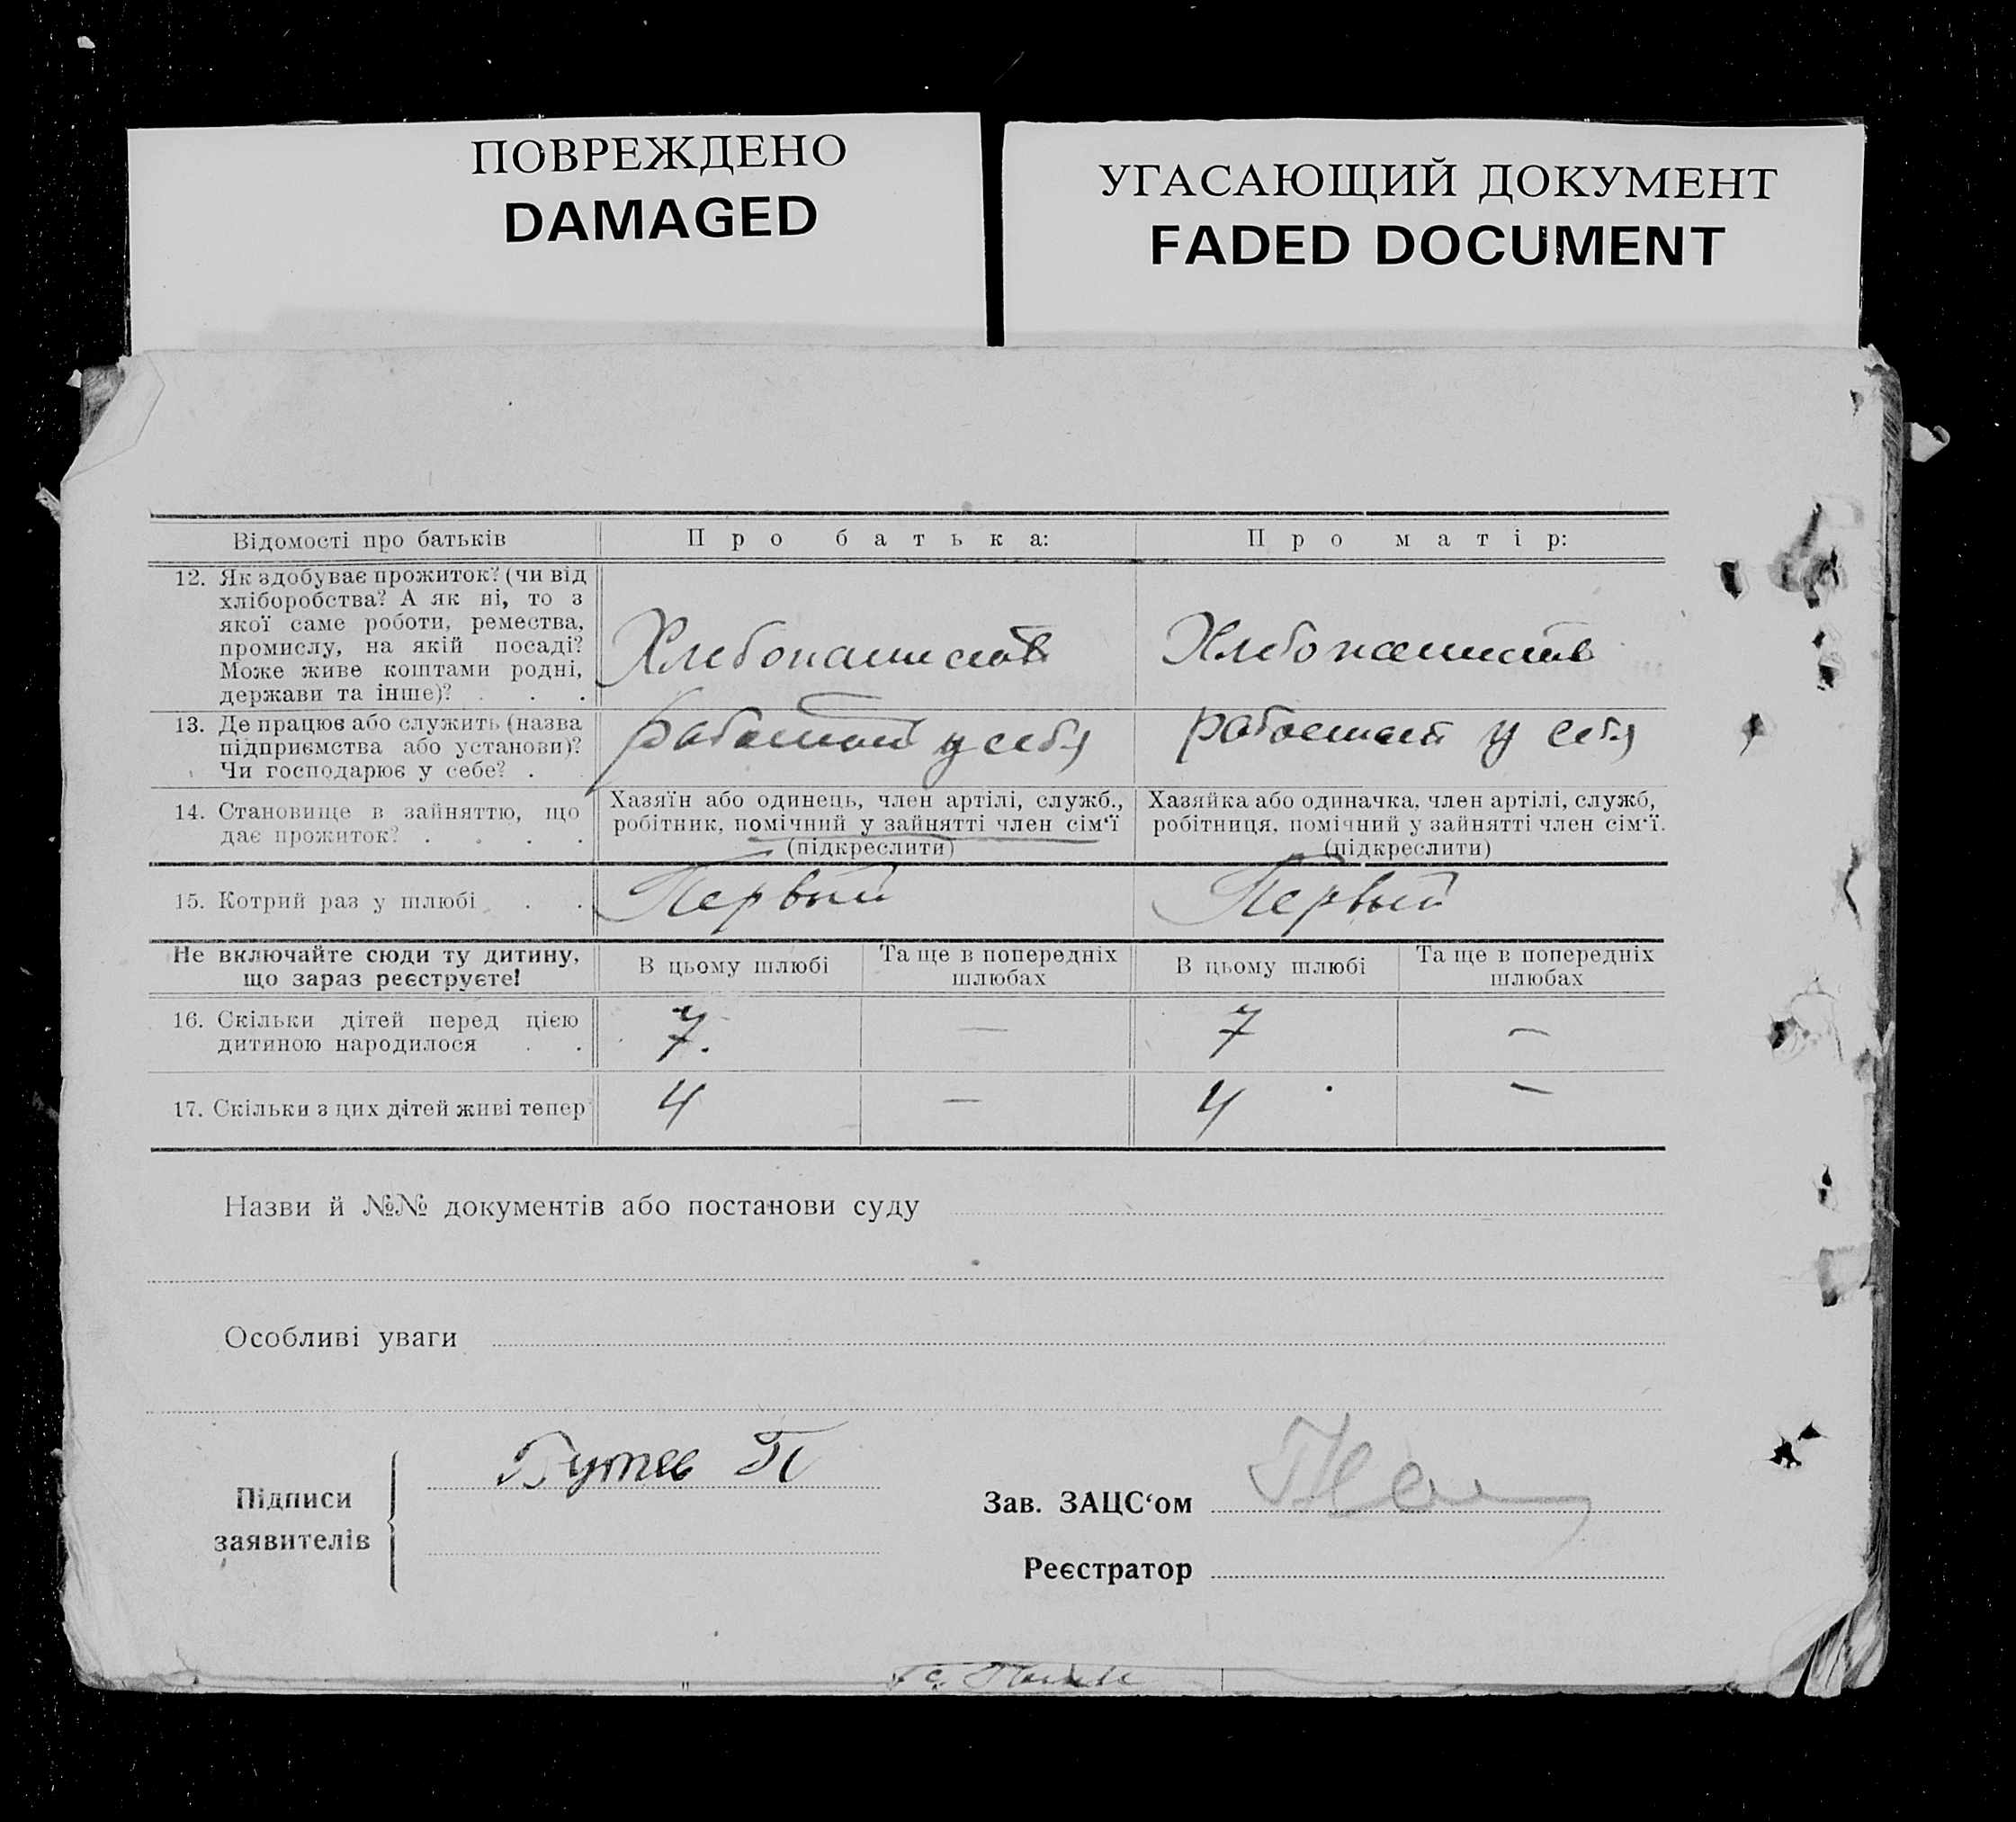 ПОВРЕЖДЕНО
DAMAGED
УГАСАЮЩИЙ ДОКУМЕНТ
FADED DOCUMENT
Відомості про батьків
Про батька:
Про матір:
12. Як здобуває прожиток? (чи від
хліборобства? А як ні, то з
якої саме роботи, ремества,
промислу, на якій посаді?
Може живе коштами родні,
держави та інше)? . . .
Хлебопашеств
Хлебопашеств
13. Де працює або служить (назва
підприємства або установи)?
Чи господарює у себе? .
работает у себя
работает у себя
14. Становище в зайняттю, що
дає прожиток? . . . .
Хазяїн або одинець, член артілі, служб.,
робітник, помічний у зайнятті член сім‘ї
(підкреслити)
Хазяйка або одиначка, член артілі, служб,
робітниця, помічний у зайнятті член сім‘ї.
(підкреслити)
15. Котрий раз у шлюбі . .
Первый
Первый
Не включайте сюди ту дитину,
що зараз реєструєте!
В цьому шлюбі
Та ще в попередніх
шлюбах
В цьому шлюбі
Та ще в попередніх
шлюбах
16. Скільки дітей перед цією
дитиною народилося . .
7.
—
7
—
17. Скільки з цих дітей живі тепер
4
—
4
—
Назви й №№ документів або постанови суду
Особливі уваги
Підписи
заявителів
Бутев П
Зав. ЗАЦС‘ом
Реєстратор